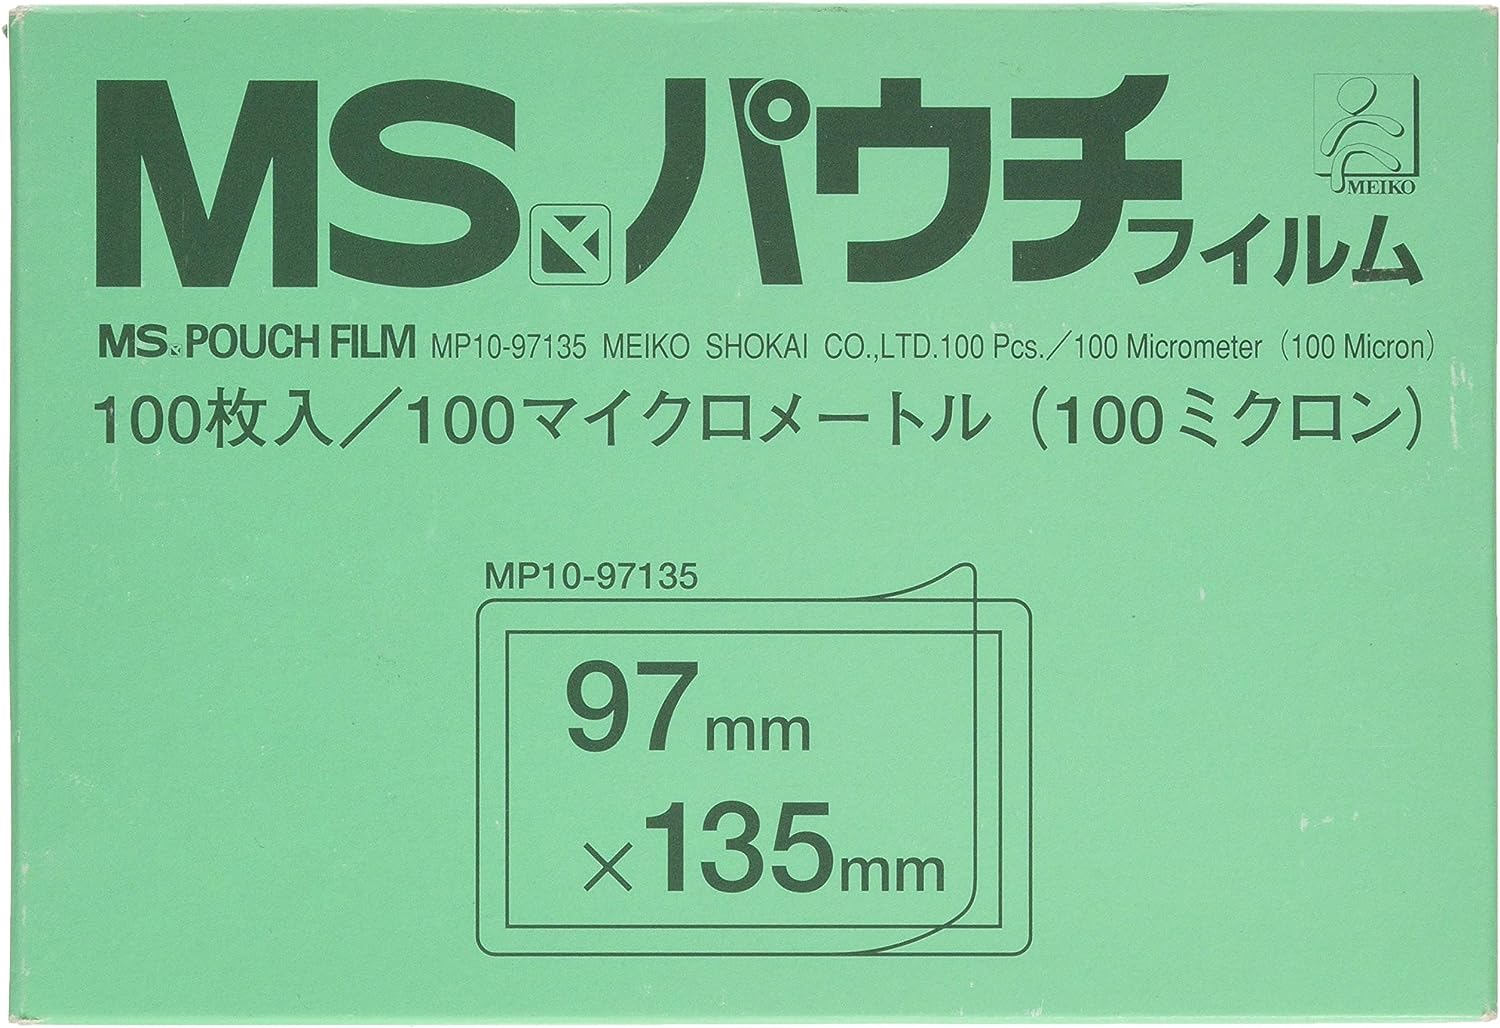 MSパウチフィルム
MEIKO
MS POUCH FILM MP10-97135 MEIKO SHOKAI CO.,LTD.100 Pcs./100 Micrometer (100 Micron)
100枚入/100マイクロメートル(100ミクロン)
MP10-97135
97mm
×135mm